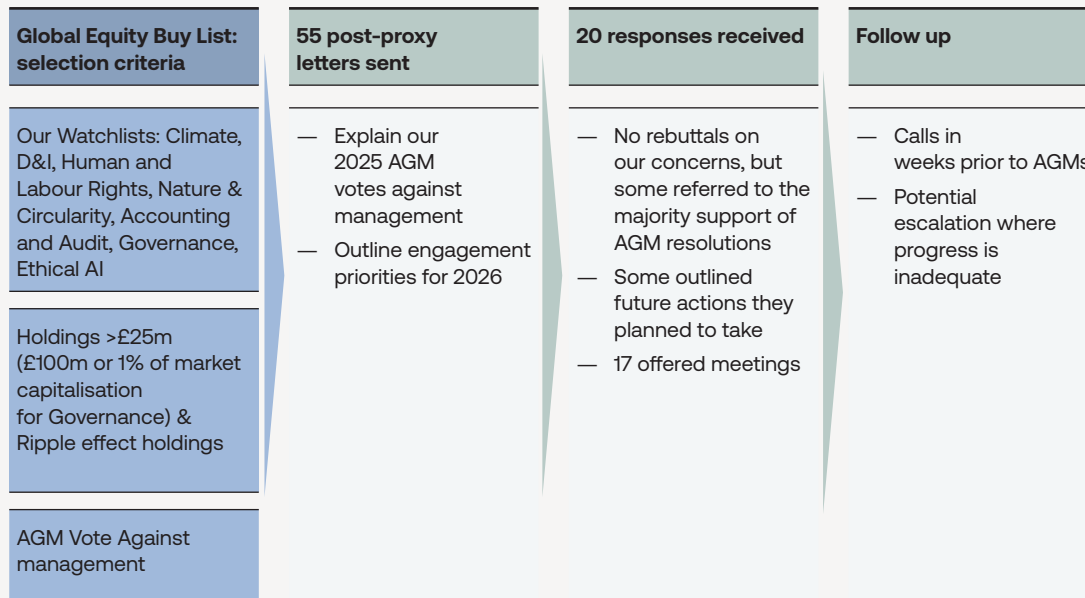 Global Equity Buy List:
selection criteria
Our Watchlists: Climate,
D&I, Human and
Labour Rights, Nature &
Circularity, Accounting
and Audit, Governance,
Ethical AI
Holdings >£25m
(£100m or 1% of market
capitalisation
for Governance) &
Ripple effect holdings
AGM Vote Against
management
55 post-proxy
letters sent
— Explain our
2025 AGM
votes against
management
— Outline engagement
priorities for 2026
20 responses received
— No rebuttals on
our concerns, but
some referred to the
majority support of
AGM resolutions
— Some outlined
future actions they
planned to take
— 17 offered meetings
Follow up
— Calls in
weeks prior to AGMs
— Potential
escalation where
progress is
inadequate